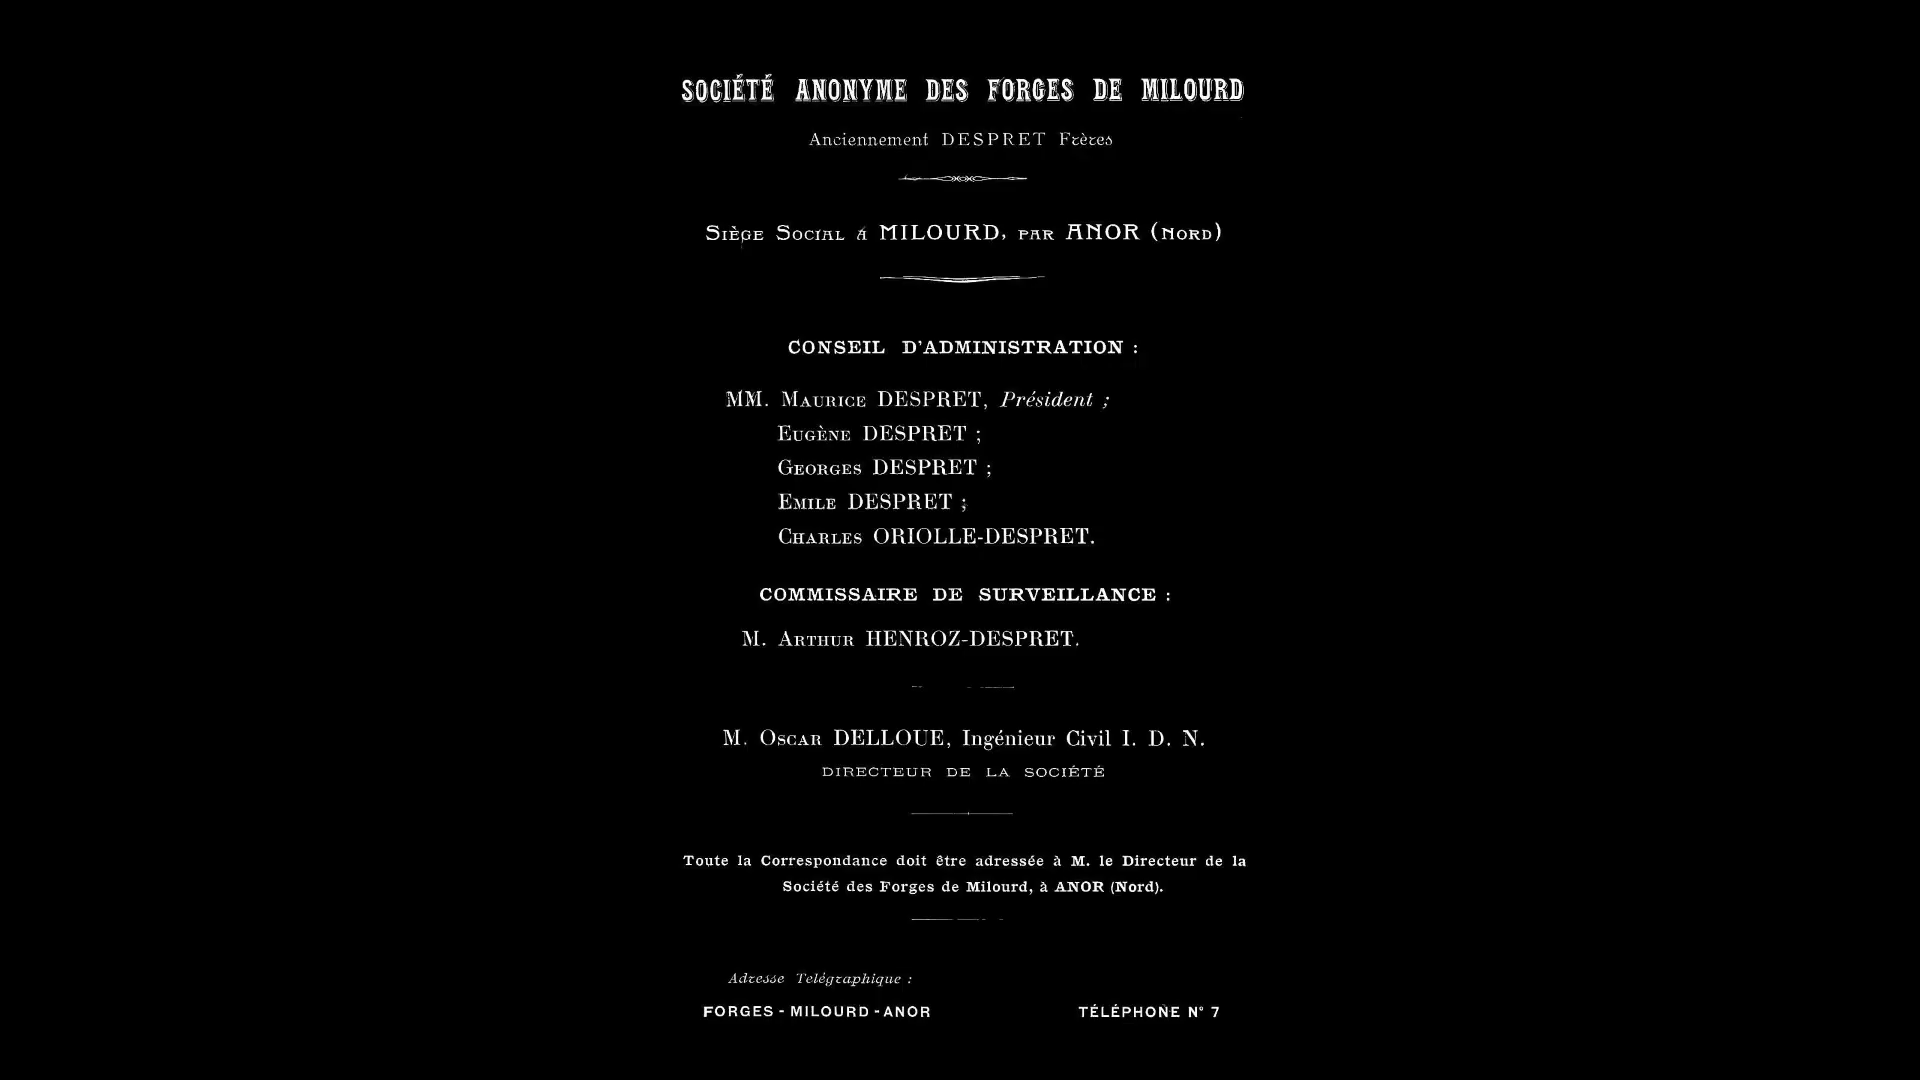 SOCIÉTÉ ANONYME DES FORGES DE MILOURD
Anciennement DESPRET Frères
Siège Social à MILOURD, par ANOR (Nord)
CONSEIL D'ADMINISTRATION :
MM. Maurice DESPRET, Président ;
Eugène DESPRET ;
Georges DESPRET ;
Emile DESPRET ;
Charles ORIOLLE-DESPRET.
COMMISSAIRE DE SURVEILLANCE :
M. Arthur HENROZ-DESPRET.
M. Oscar DELLOUE, Ingénieur Civil I. D. N.
DIRECTEUR DE LA SOCIÉTÉ
Toute la Correspondance doit être adressée à M. le Directeur de la
Société des Forges de Milourd, à ANOR (Nord).
Adresse Telégraphique :
FORGES - MILOURD - ANOR TÉLÉPHONE N° 7